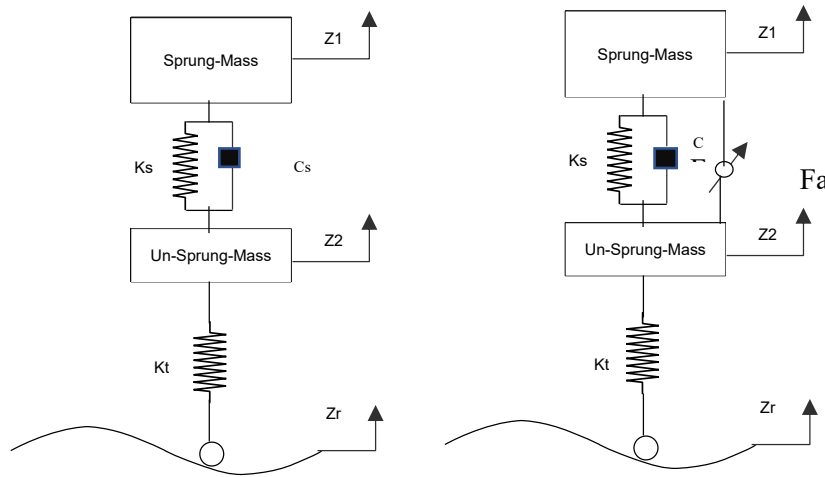 Z1
Sprung-Mass
Ks
Cs
Z2
Un-Sprung-Mass
Kt
Zr
Z1
Sprung-Mass
C
Ks
Fa
Z2
Un-Sprung-Mass
Kt
Zr